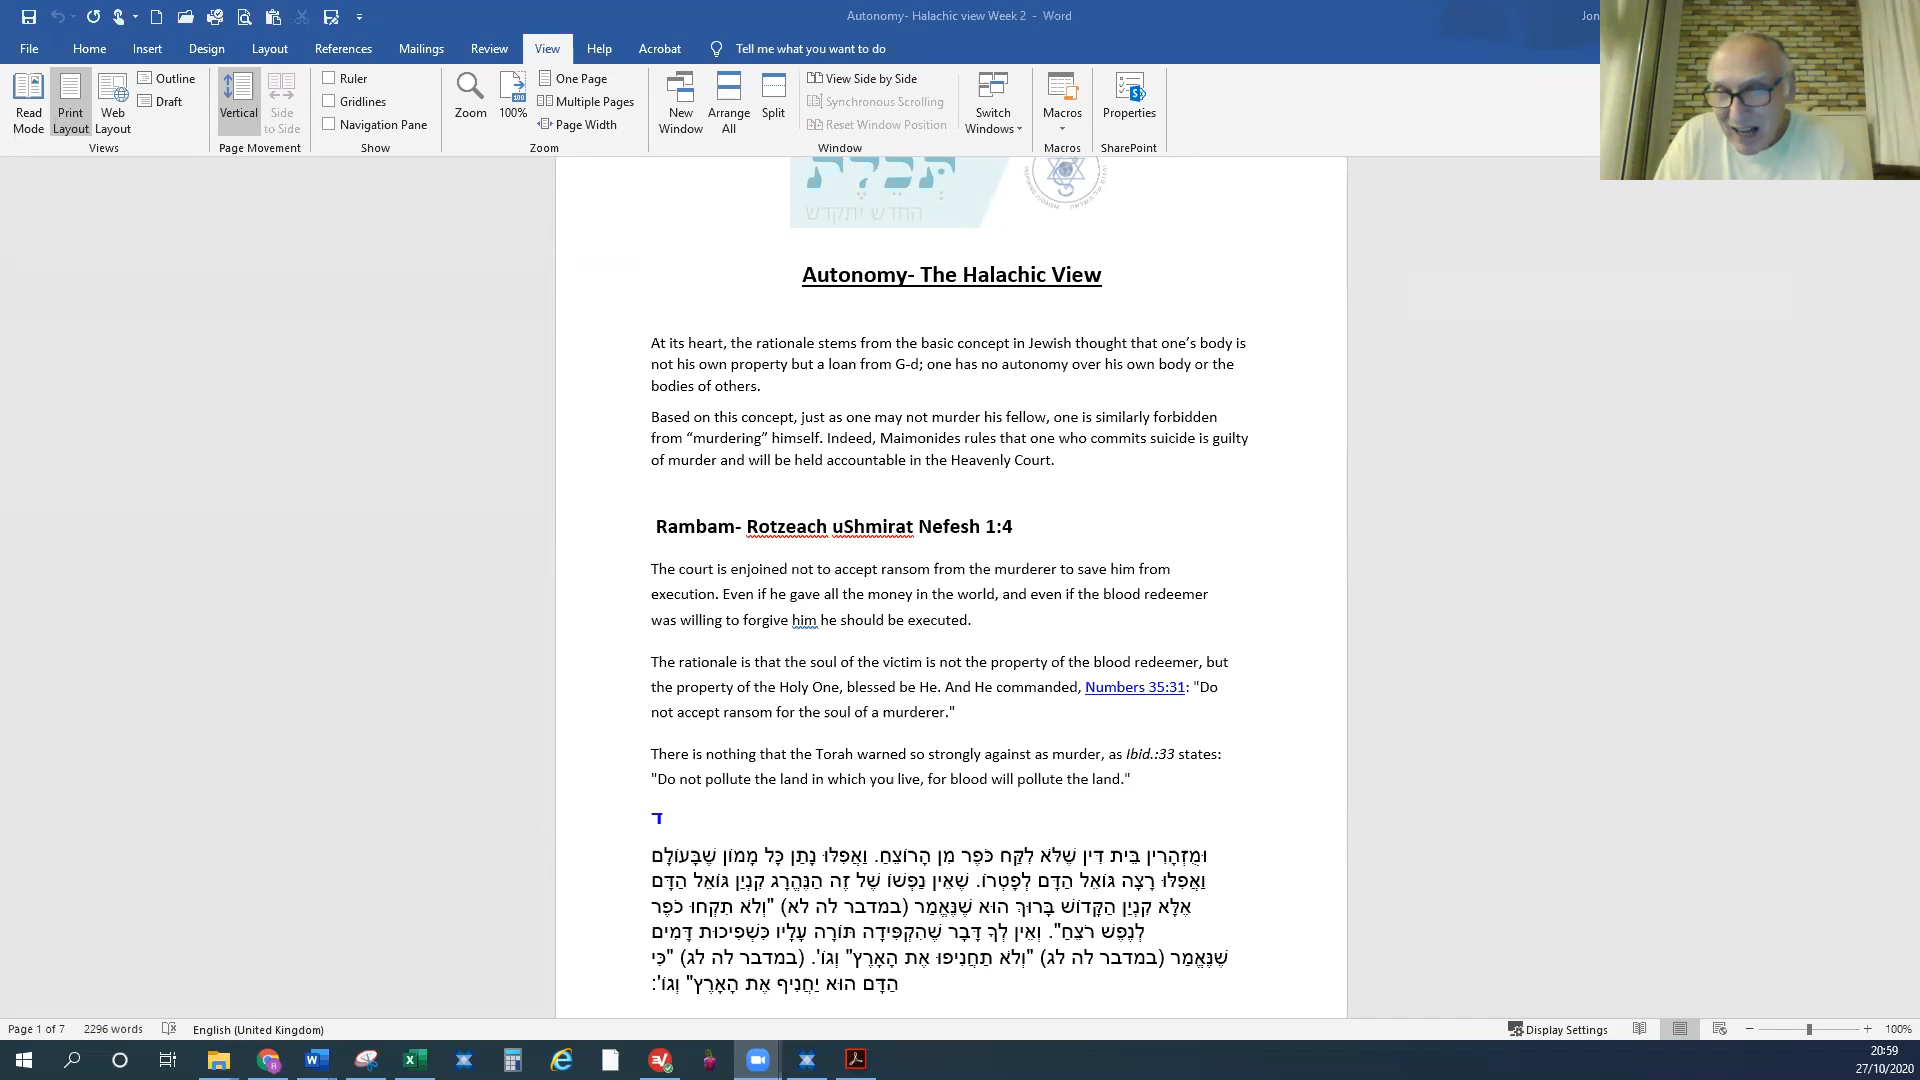 Autonomy- Halachic view Week 2 - Word
Jon
File Home Insert Design Layout References Mailings Review View Help Acrobat Tell me what you want to do
Read Mode
Print Layout
Web Layout
Outline
Draft
Views
Vertical
Side to Side
Page Movement
Ruler
Gridlines
Navigation Pane
Show
Zoom
100%
One Page
Multiple Pages
Page Width
Zoom
New Window
Arrange All
Split
View Side by Side
Synchronous Scrolling
Reset Window Position
Window
Switch Windows
Macros
Macros
Properties
SharePoint
תכלת
החדש יתקדש
Autonomy- The Halachic View
At its heart, the rationale stems from the basic concept in Jewish thought that one’s body is
not his own property but a loan from G-d; one has no autonomy over his own body or the
bodies of others.
Based on this concept, just as one may not murder his fellow, one is similarly forbidden
from “murdering” himself. Indeed, Maimonides rules that one who commits suicide is guilty
of murder and will be held accountable in the Heavenly Court.
Rambam- Rotzeach uShmirat Nefesh 1:4
The court is enjoined not to accept ransom from the murderer to save him from
execution. Even if he gave all the money in the world, and even if the blood redeemer
was willing to forgive him he should be executed.
The rationale is that the soul of the victim is not the property of the blood redeemer, but
the property of the Holy One, blessed be He. And He commanded, Numbers 35:31: "Do
not accept ransom for the soul of a murderer."
There is nothing that the Torah warned so strongly against as murder, as Ibid.:33 states:
"Do not pollute the land in which you live, for blood will pollute the land."
ד
וּמֻזְהָרִין בֵּית דִּין שֶׁלֹּא לִקַּח כֹּפֶר מִן הָרוֹצֵחַ. וַאֲפִלּוּ נָתַן כָּל מָמוֹן שֶׁבָּעוֹלָם
וַאֲפִלּוּ רָצָה גּוֹאֵל הַדָּם לְפָטְרוֹ. שֶׁאֵין נַפְשׁוֹ שֶׁל זֶה הַנֶּהֱרָג קִנְיַן גּוֹאֵל הַדָּם
אֶלָּא קִנְיַן הַקָּדוֹשׁ בָּרוּךְ הוּא שֶׁנֶּאֱמַר (במדבר לה לא) "וְלֹא תִקְחוּ כֹפֶר
לְנֶפֶשׁ רֹצֵחַ". וְאֵין לְךָ דָּבָר שֶׁהִקְפִּידָה תּוֹרָה עָלָיו כִּשְׁפִיכוּת דָּמִים
שֶׁנֶּאֱמַר (במדבר לה לג) "וְלֹא תַחֲנִיפוּ אֶת הָאָרֶץ" וְגוֹ'. (במדבר לה לג) "כִּי
הַדָּם הוּא יַחֲנִיף אֶת הָאָרֶץ" וְגוֹ':
Page 1 of 7 2296 words English (United Kingdom) Display Settings 100%
20:59
27/10/2020